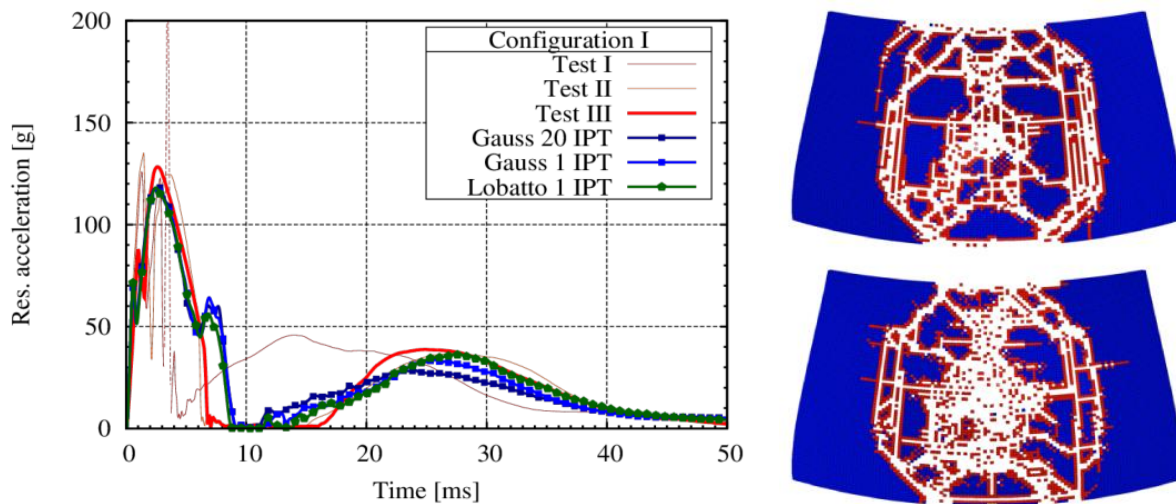 Configuration I
Test I
Test II
Test III
Gauss 20 IPT
Gauss 1 IPT
Lobatto 1 IPT
Res. acceleration [g]
200
150
100
50
0
0 10 20 30 40 50
Time [ms]